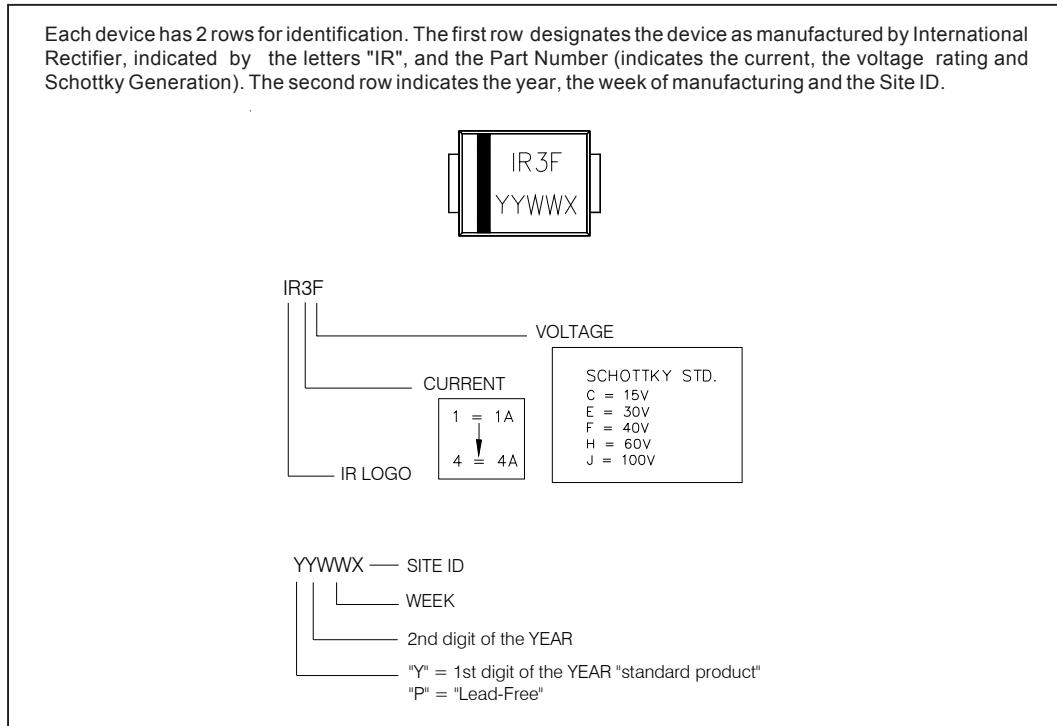 Each device has 2 rows for identification. The first row designates the device as manufactured by International
Rectifier, indicated by the letters "IR", and the Part Number (indicates the current, the voltage rating and
Schottky Generation). The second row indicates the year, the week of manufacturing and the Site ID.
IR3F
YYWWX
IR3F
VOLTAGE
SCHOTTKY STD.
C = 15V
E = 30V
F = 40V
H = 60V
J = 100V
CURRENT
1 = 1A
4 = 4A
IR LOGO
YYWWX
SITE ID
WEEK
2nd digit of the YEAR
"Y" = 1st digit of the YEAR "standard product"
"P" = "Lead-Free"